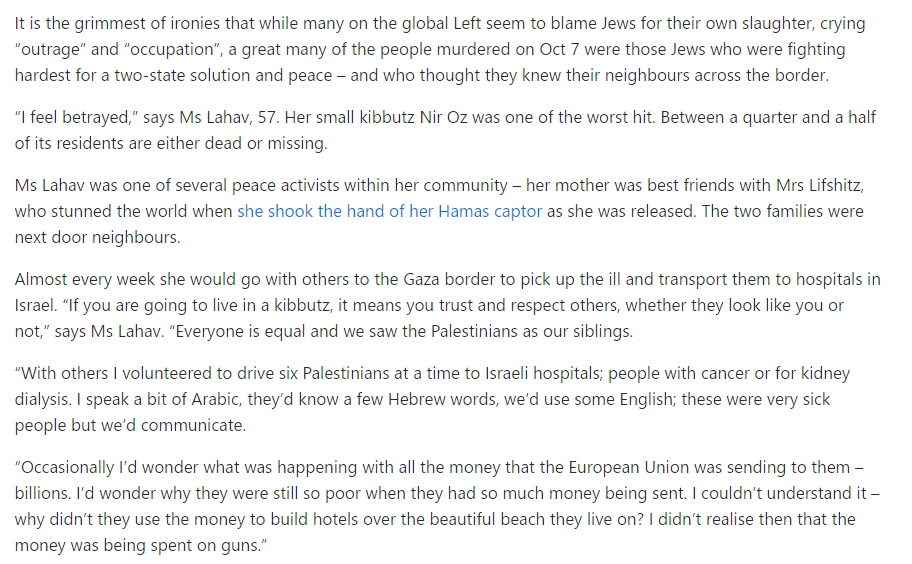 It is the grimmest of ironies that while many on the global Left seem to blame Jews for their own slaughter, crying
“outrage” and “occupation”, a great many of the people murdered on Oct 7 were those Jews who were fighting
hardest for a two-state solution and peace – and who thought they knew their neighbours across the border.
“I feel betrayed,” says Ms Lahav, 57. Her small kibbutz Nir Oz was one of the worst hit. Between a quarter and a half
of its residents are either dead or missing.
Ms Lahav was one of several peace activists within her community – her mother was best friends with Mrs Lifshitz,
who stunned the world when she shook the hand of her Hamas captor as she was released. The two families were
next door neighbours.
Almost every week she would go with others to the Gaza border to pick up the ill and transport them to hospitals in
Israel. “If you are going to live in a kibbutz, it means you trust and respect others, whether they look like you or
not,” says Ms Lahav. “Everyone is equal and we saw the Palestinians as our siblings.
“With others I volunteered to drive six Palestinians at a time to Israeli hospitals; people with cancer or for kidney
dialysis. I speak a bit of Arabic, they’d know a few Hebrew words, we’d use some English; these were very sick
people but we’d communicate.
“Occasionally I’d wonder what was happening with all the money that the European Union was sending to them –
billions. I’d wonder why they were still so poor when they had so much money being sent. I couldn’t understand it –
why didn’t they use the money to build hotels over the beautiful beach they live on? I didn’t realise then that the
money was being spent on guns.”